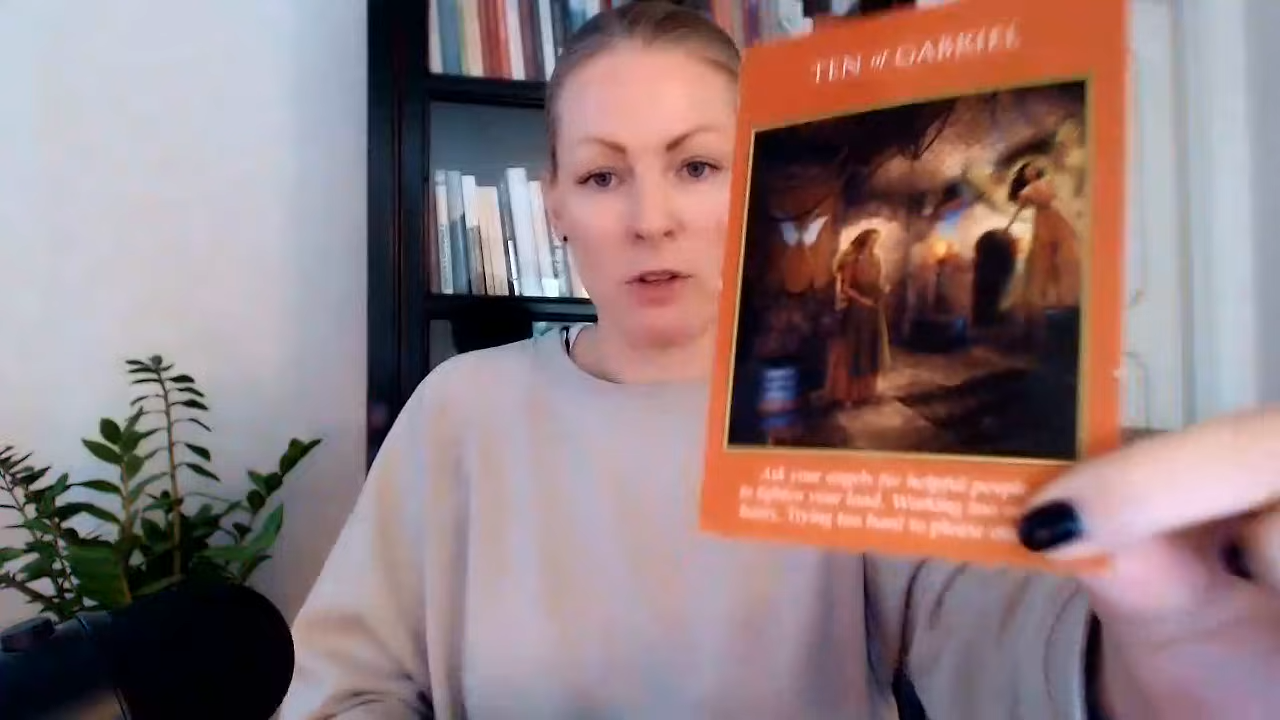 TEN of GABRIEL
Ask your angels for helpful people
to lighten your load. Working too
hours. Trying too hard to please